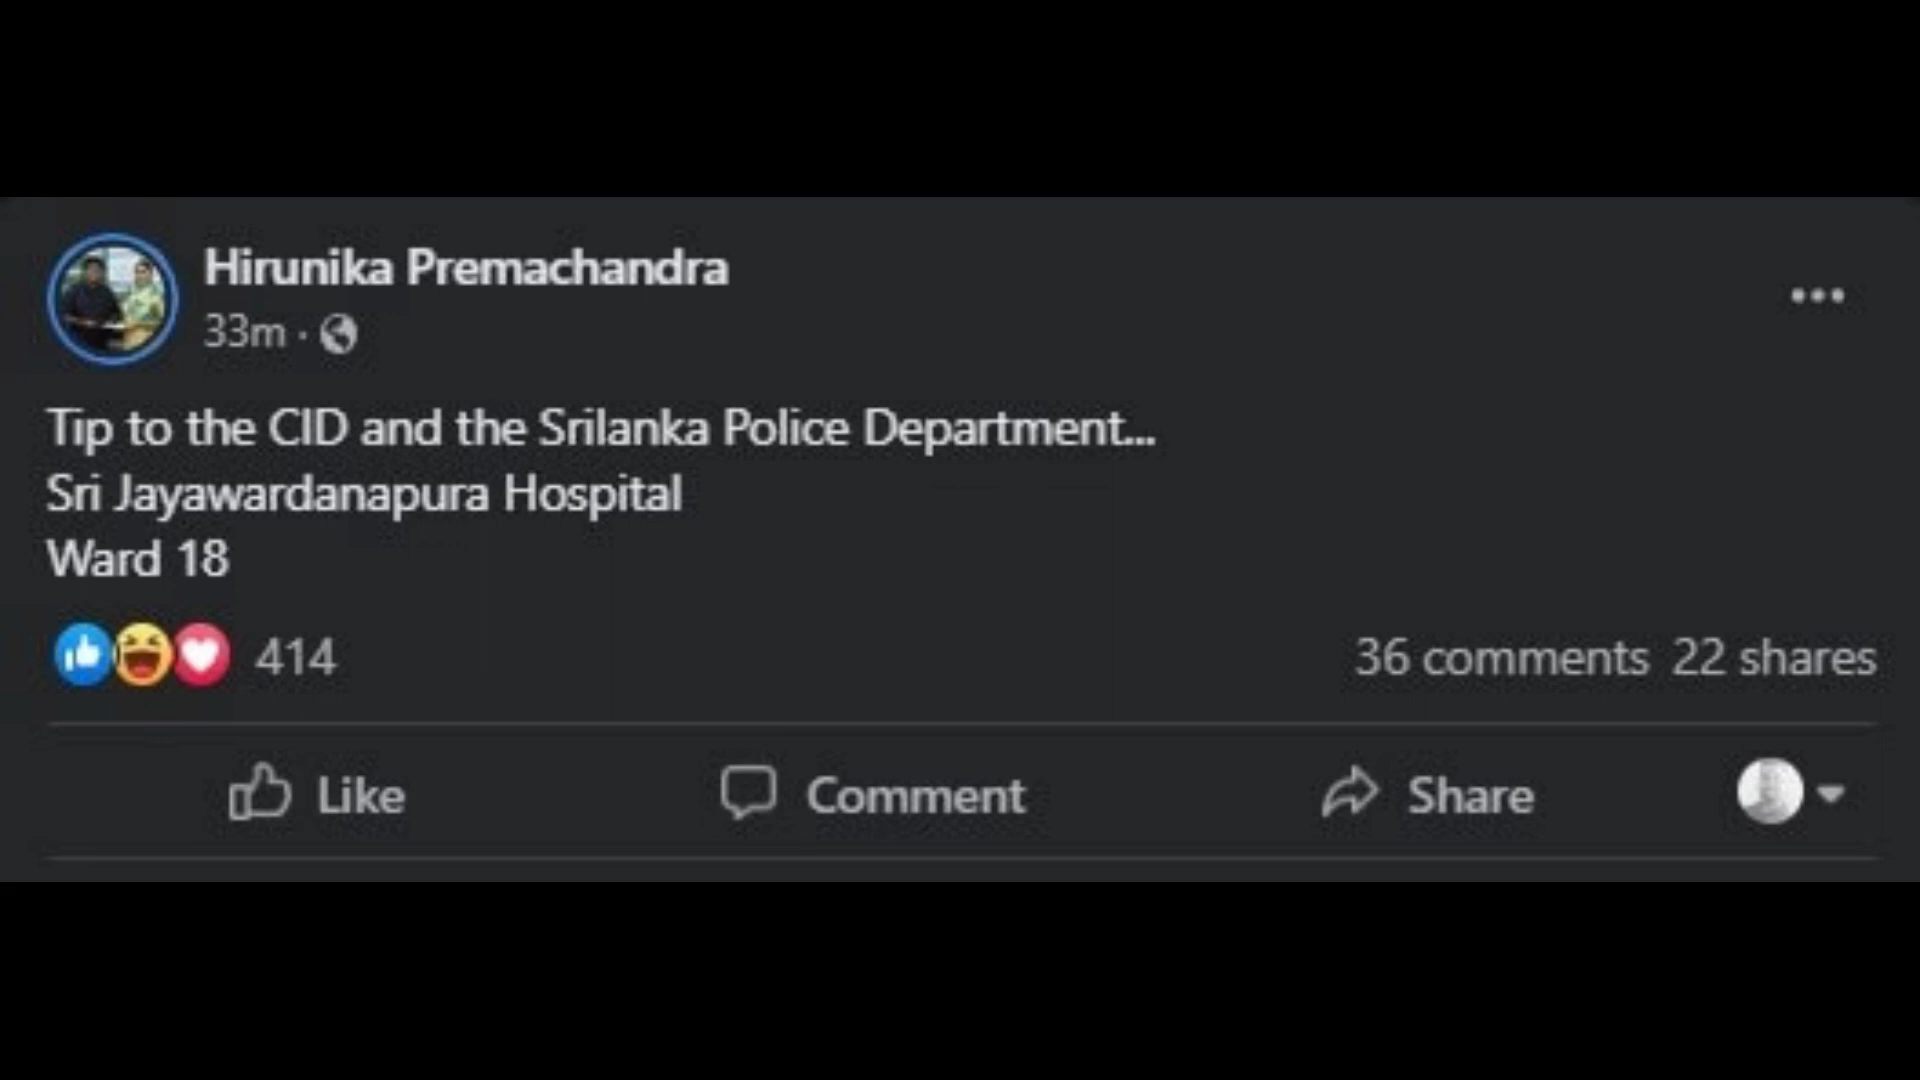 Hirunika Premachandra
33m ·
Tip to the CID and the Srilanka Police Department...
Sri Jayawardanapura Hospital
Ward 18
414 36 comments 22 shares
Like Comment Share